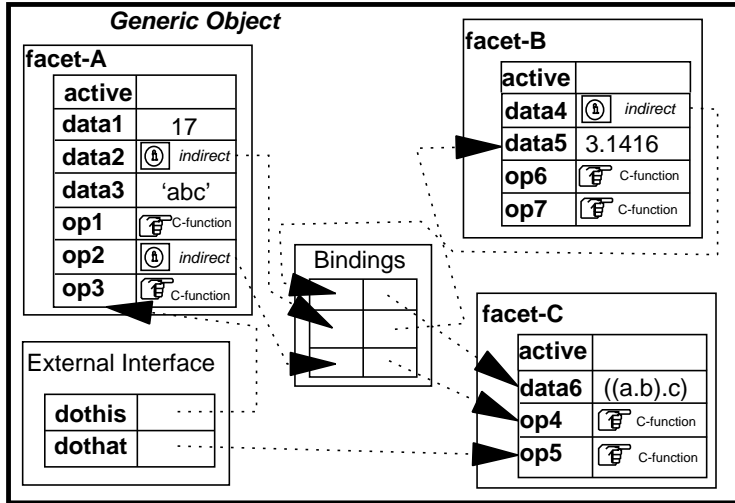 Generic Object
facet-A
active
data1 17
data2 indirect
data3 ‘abc’
op1 C-function
op2 indirect
op3 C-function
facet-B
active
data4 indirect
data5 3.1416
op6 C-function
op7 C-function
Bindings
External Interface
dothis
dothat
facet-C
active
data6 ((a.b).c)
op4 C-function
op5 C-function